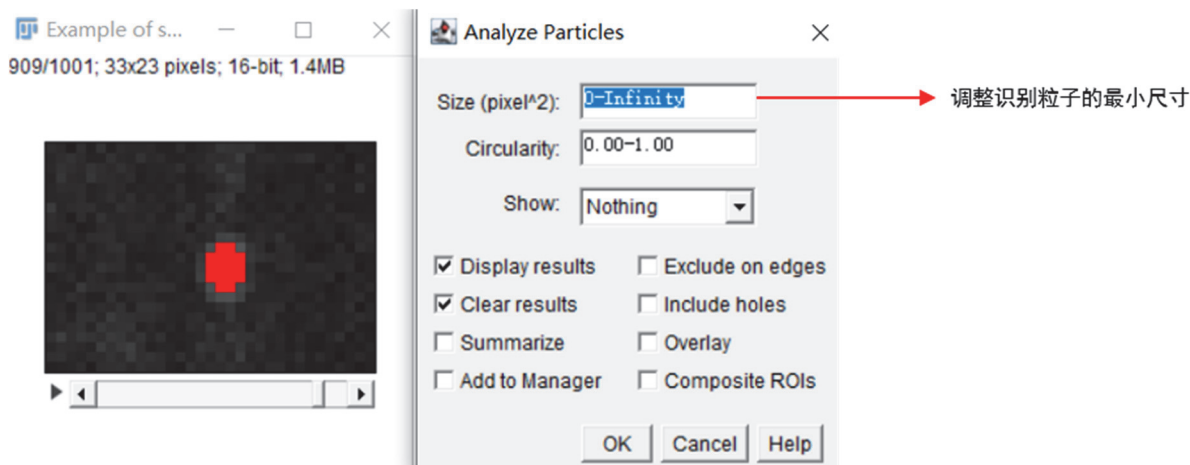 Example of s...
909/1001; 33x23 pixels; 16-bit; 1.4MB
Analyze Particles
Size (pixel^2): 0-Infinity
调整识别粒子的最小尺寸
Circularity: 0.00-1.00
Show: Nothing
Display results Exclude on edges
Clear results Include holes
Summarize Overlay
Add to Manager Composite ROIs
OK Cancel Help